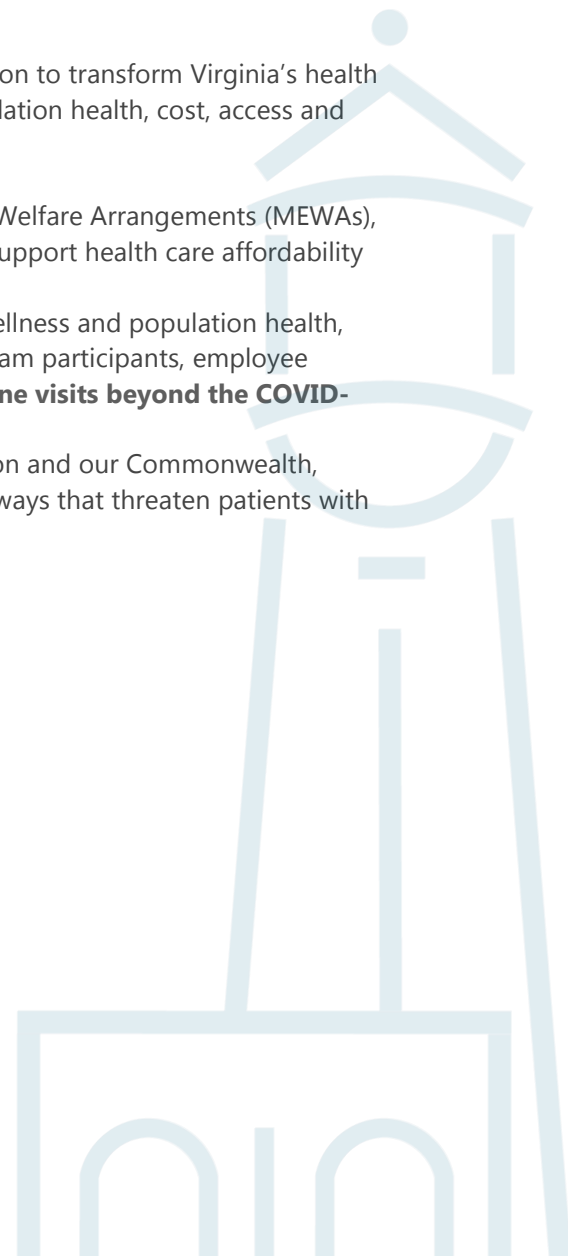 on to transform Virginia’s health
lation health, cost, access and
Welfare Arrangements (MEWAs),
upport health care affordability
ellness and population health,
am participants, employee
ne visits beyond the COVID-
on and our Commonwealth,
ways that threaten patients with